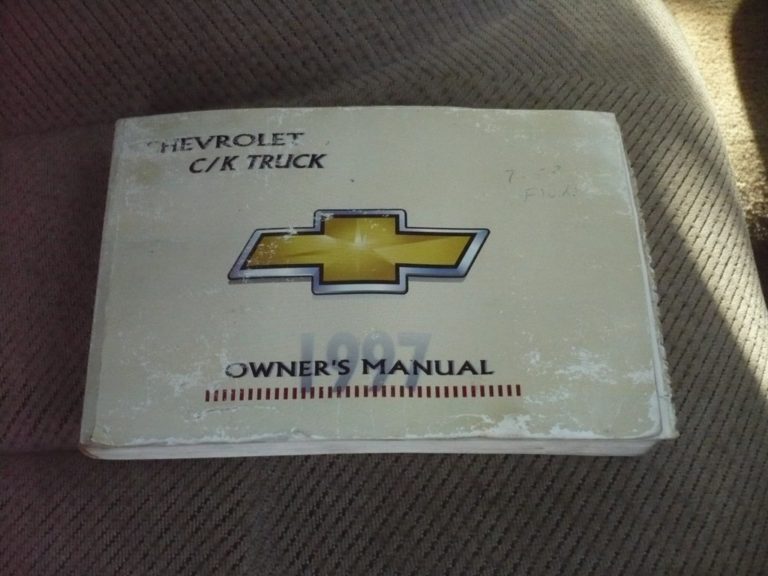 CHEVROLET
C/K TRUCK
1997
OWNER'S MANUAL